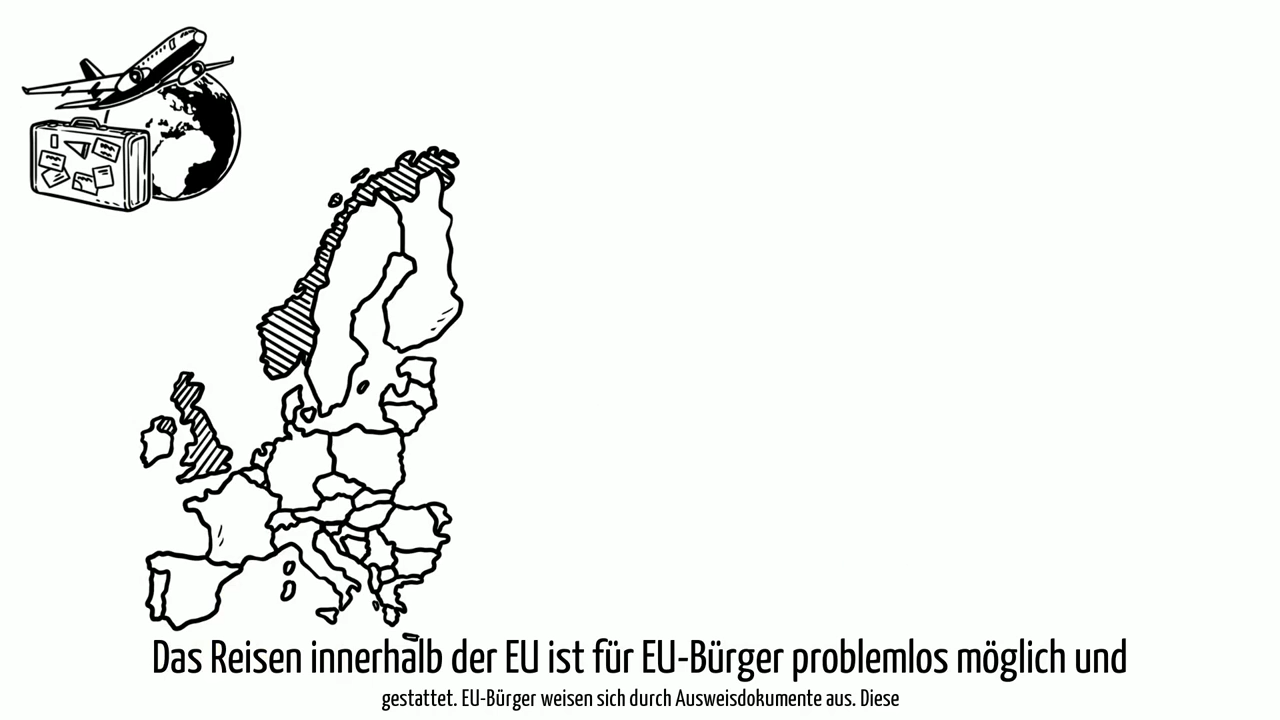 Das Reisen innerhalb der EU ist für EU-Bürger problemlos möglich und
gestattet. EU-Bürger weisen sich durch Ausweisdokumente aus. Diese